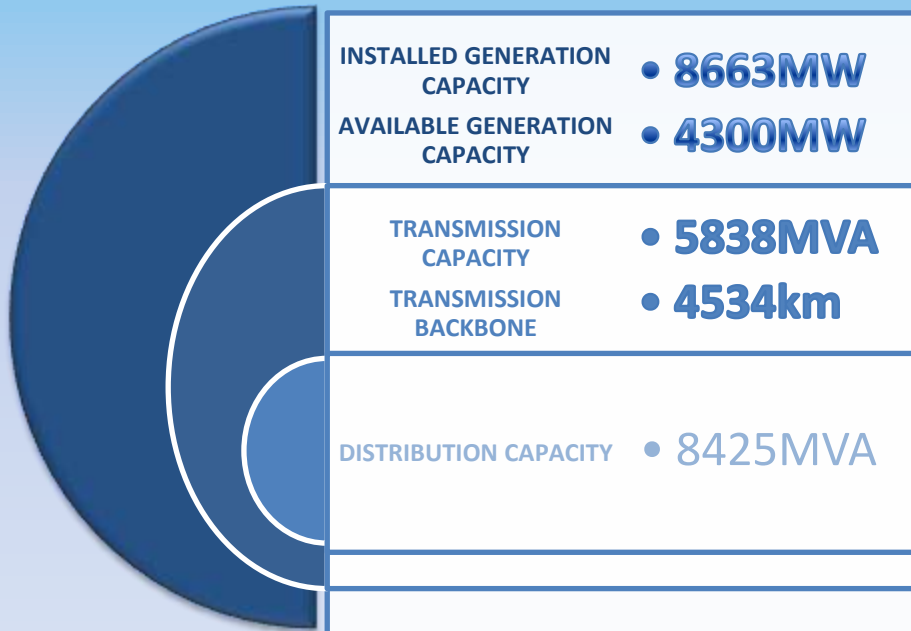 INSTALLED GENERATION
CAPACITY
• 8663MW
AVAILABLE GENERATION
CAPACITY
• 4300MW
TRANSMISSION
CAPACITY
• 5838MVA
TRANSMISSION
BACKBONE
• 4534km
DISTRIBUTION CAPACITY
• 8425MVA